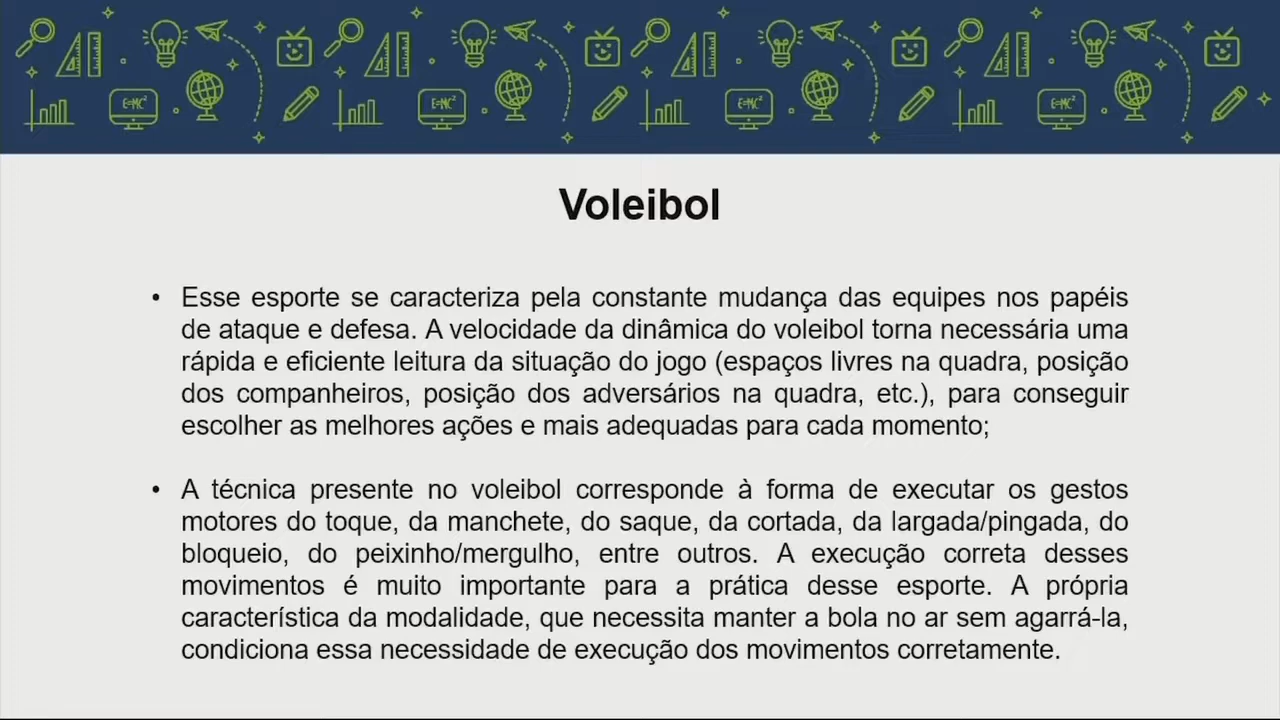 E=MC²
E=MC²
E=MC²
E=MC²
Voleibol
• Esse esporte se caracteriza pela constante mudança das equipes nos papéis
de ataque e defesa. A velocidade da dinâmica do voleibol torna necessária uma
rápida e eficiente leitura da situação do jogo (espaços livres na quadra, posição
dos companheiros, posição dos adversários na quadra, etc.), para conseguir
escolher as melhores ações e mais adequadas para cada momento;
• A técnica presente no voleibol corresponde à forma de executar os gestos
motores do toque, da manchete, do saque, da cortada, da largada/pingada, do
bloqueio, do peixinho/mergulho, entre outros. A execução correta desses
movimentos é muito importante para a prática desse esporte. A própria
característica da modalidade, que necessita manter a bola no ar sem agarrá-la,
condiciona essa necessidade de execução dos movimentos corretamente.